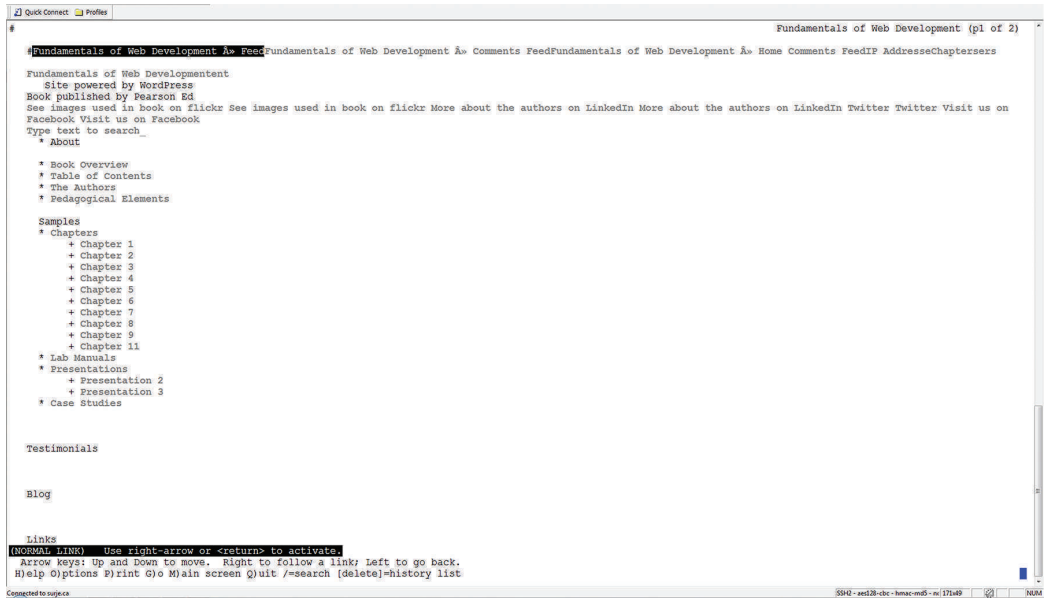 Quick Connect Profiles
# Fundamentals of Web Development (p1 of 2)
#Fundamentals of Web Development Â» FeedFundamentals of Web Development Â» Comments FeedFundamentals of Web Development Â» Home Comments FeedIP AddresseChaptersers
Fundamentals of Web Developmentent
Site powered by WordPress
Book published by Pearson Ed
See images used in book on flickr See images used in book on flickr More about the authors on LinkedIn More about the authors on LinkedIn Twitter Twitter Visit us on
Facebook Visit us on Facebook
Type text to search_
* About
* Book Overview
* Table of Contents
* The Authors
* Pedagogical Elements
Samples
* Chapters
+ Chapter 1
+ Chapter 2
+ Chapter 3
+ Chapter 4
+ Chapter 5
+ Chapter 6
+ Chapter 7
+ Chapter 8
+ Chapter 9
+ Chapter 11
* Lab Manuals
* Presentations
+ Presentation 2
+ Presentation 3
* Case Studies
Testimonials
Blog
Links
(NORMAL LINK) Use right-arrow or <return> to activate.
Arrow keys: Up and Down to move. Right to follow a link; Left to go back.
H)elp O)ptions P)rint G)o M)ain screen Q)uit /=search [delete]=history list
Connected to surje.ca SSH2 - aes128-cbc - hmac-md5 - nc 171x49 NUM